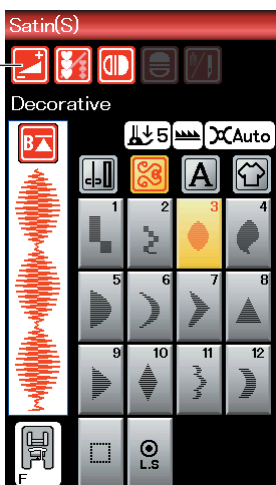 Satin(S)
Decorative
B 5 Auto
A
1 2 3 4
5 6 7 8
9 10 11 12
F L.S